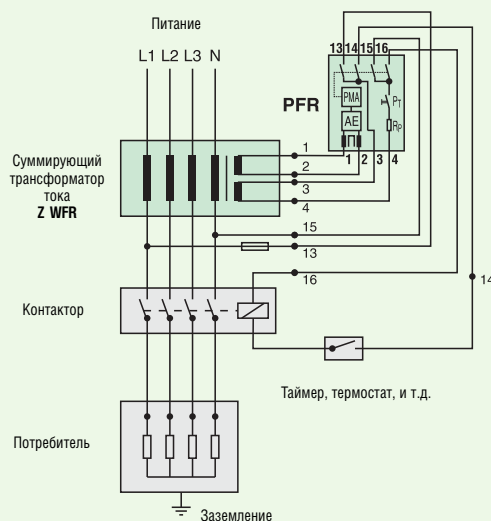 Питание
L1 L2 L3 N
13 14 15 16
PFR
PMA
AE
PT
RP
1 2 3 4
Суммирующий
трансформатор
тока
Z WFR
1
2
3
4
15
13
16
14
Контактор
Таймер, термостат, и т.д.
Потребитель
Заземление